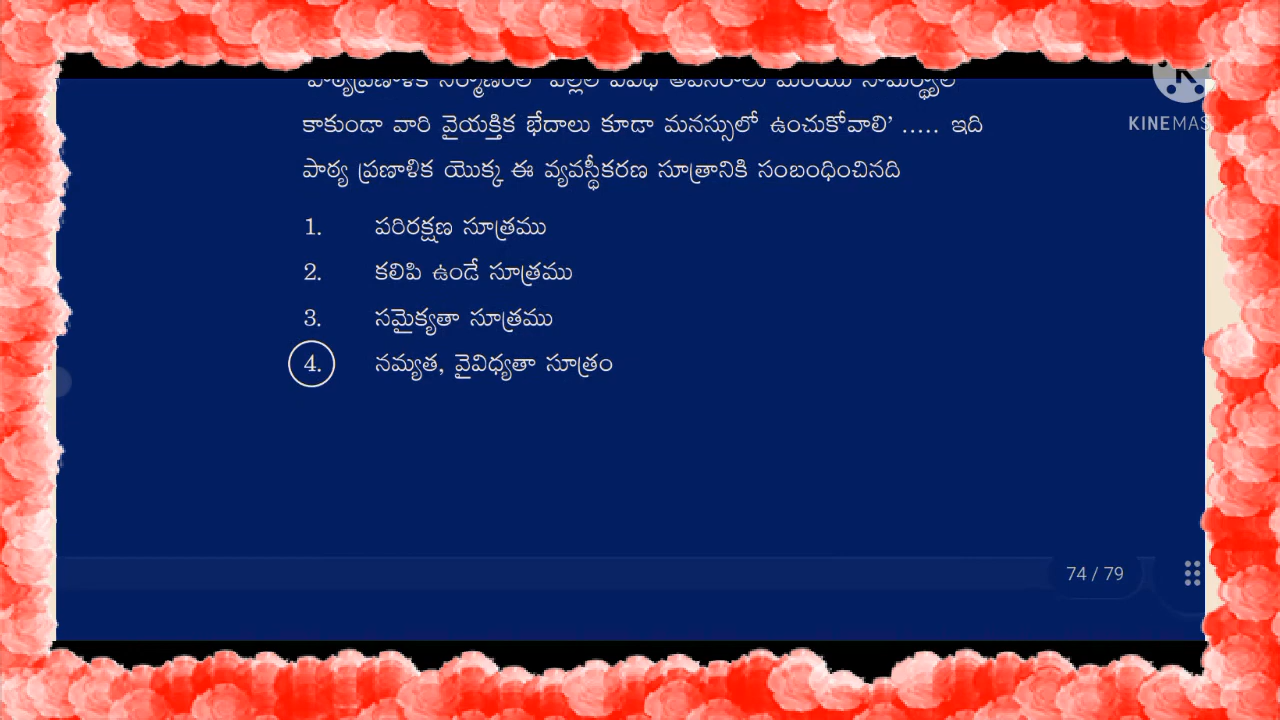 కాకుండా వారి వైయక్తిక భేదాలు కూడా మనస్సులో ఉంచుకోవాలి’ ..... ఇది
KINEMAS
పాఠ్య ప్రణాళిక యొక్క ఈ వ్యవస్థీకరణ సూత్రానికి సంబంధించినది
1. పరిరక్షణ సూత్రము
2. కలిపి ఉండే సూత్రము
3. సమైక్యతా సూత్రము
4. నమ్యత, వైవిధ్యతా సూత్రం
74 / 79